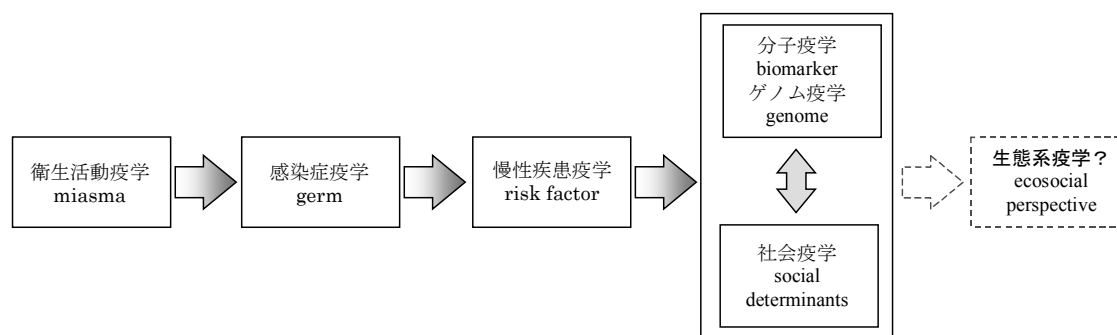 衛生活動疫学
miasma
感染症疫学
germ
慢性疾患疫学
risk factor
分子疫学
biomarker
ゲノム疫学
genome
社会疫学
social
determinants
生態系疫学？
ecosocial
perspective